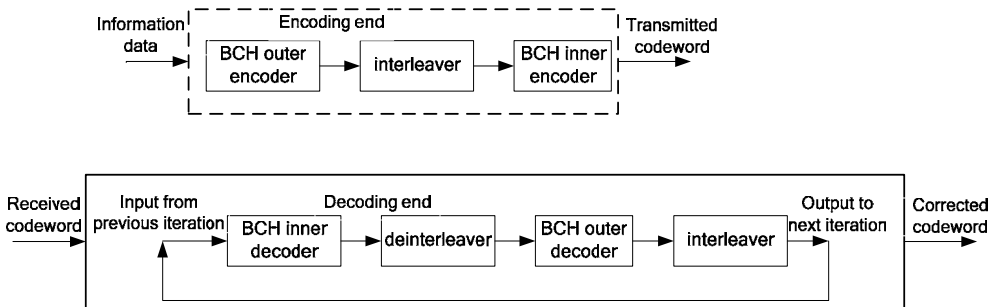 Information data
Encoding end
Transmitted codeword
BCH outer encoder
interleaver
BCH inner encoder
Received codeword
Input from previous iteration
Decoding end
Output to next iteration
Corrected codeword
BCH inner decoder
deinterleaver
BCH outer decoder
interleaver